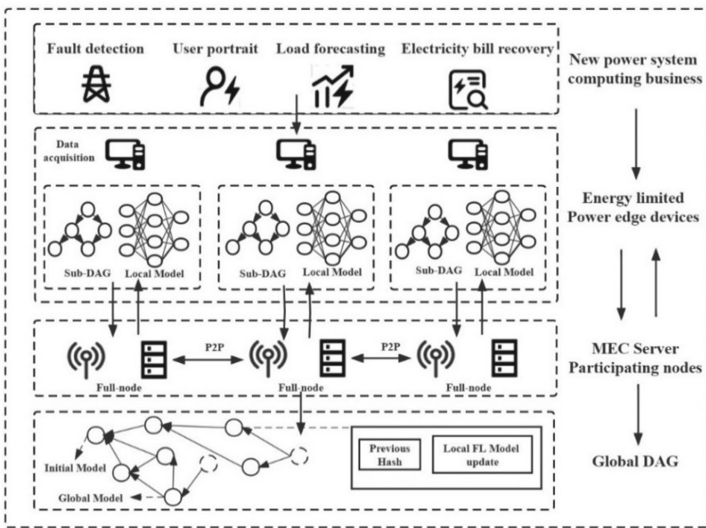 Fault detection
User portrait
Load forecasting
Electricity bill recovery
New power system
computing business
Data
acquisition
Sub-DAG
Local Model
Sub-DAG
Local Model
Sub-DAG
Local Model
Energy limited
Power edge devices
P2P
P2P
Full-node
Full-node
Full-node
MEC Server
Participating nodes
Initial Model
Global Model
Previous
Hash
Local FL Model
update
Global DAG